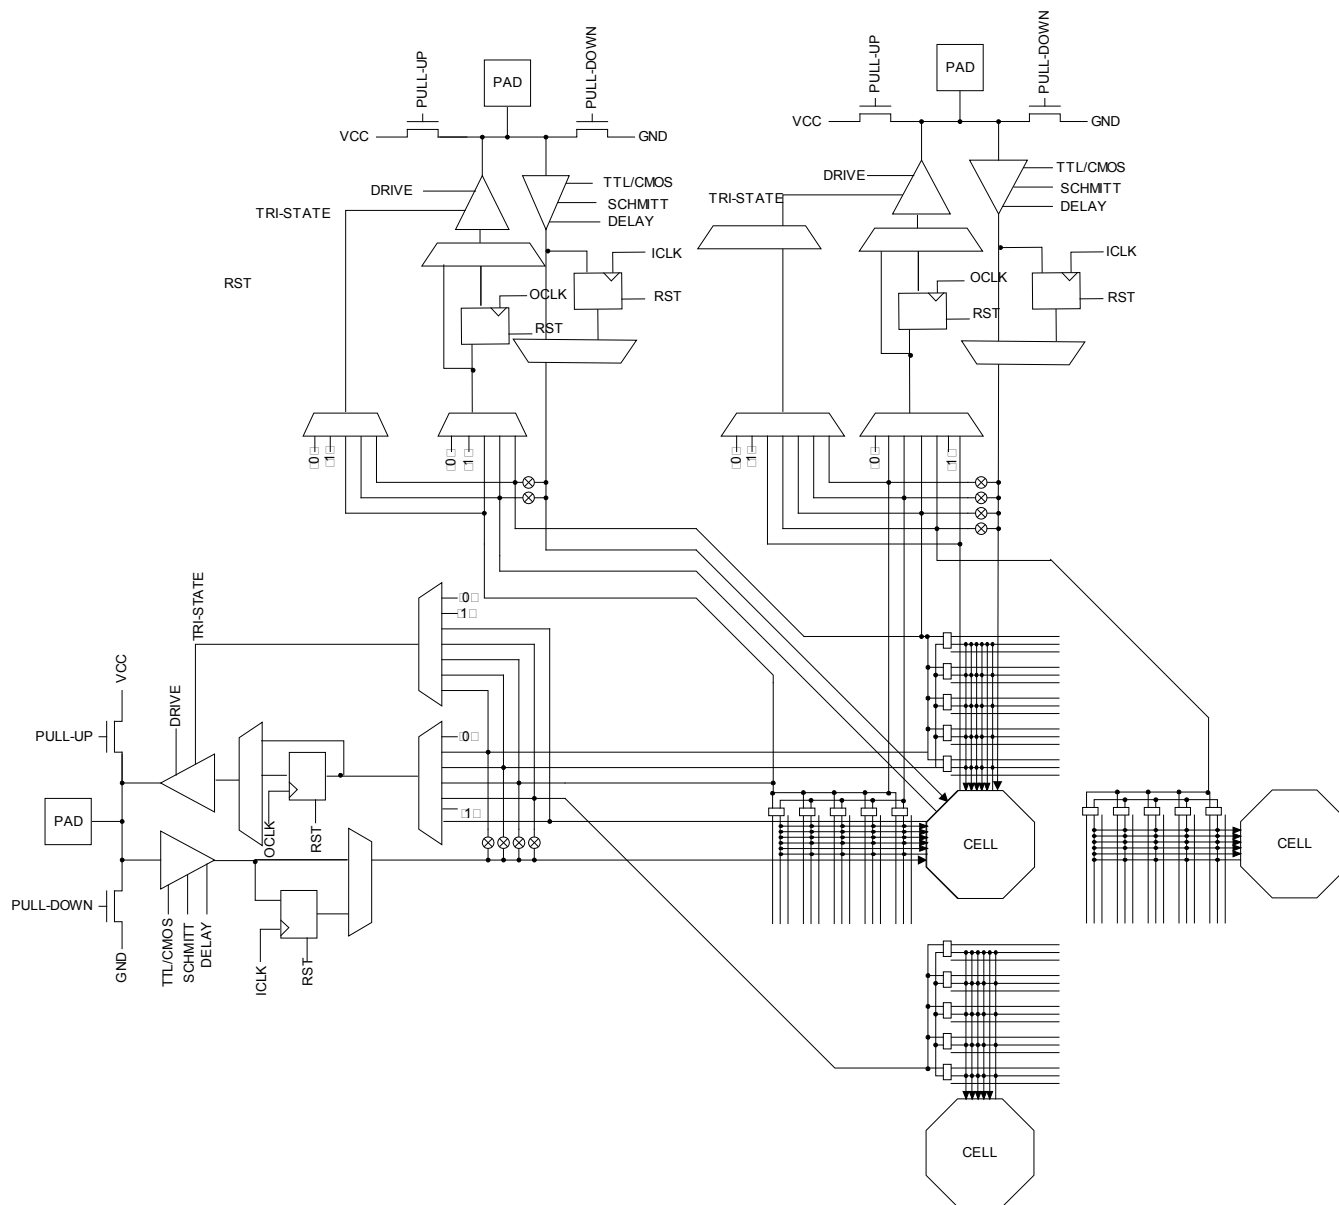 PULL-UP
PAD
PULL-DOWN
VCC
GND
DRIVE
TTL/CMOS
SCHMITT
DELAY
TRI-STATE
ICLK
RST
OCLK
RST
RST
"0"
"1"
"0"
"1"
PULL-UP
PAD
PULL-DOWN
VCC
GND
DRIVE
TTL/CMOS
SCHMITT
DELAY
TRI-STATE
ICLK
OCLK
RST
RST
"0"
"1"
"0"
"1"
TRI-STATE
"0"
"1"
VCC
DRIVE
PULL-UP
"0"
PAD
OCLK
RST
"1"
PULL-DOWN
GND
TTL/CMOS
SCHMITT
DELAY
ICLK
RST
CELL
CELL
CELL